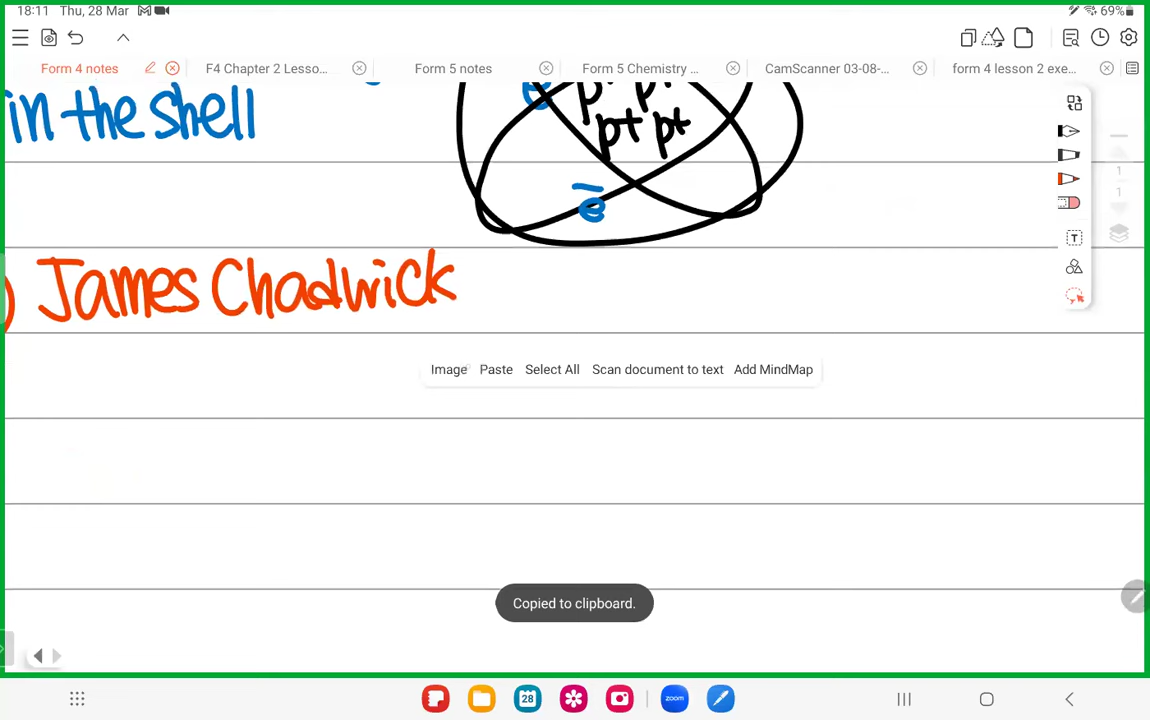 18:11 Thu, 28 Mar
69%
Form 4 notes
F4 Chapter 2 Lesso...
Form 5 notes
Form 5 Chemistry ...
CamScanner 03-08-...
form 4 lesson 2 exe...
in the shell
e
p+ p+
p+ p+
e
) James Chadwick
T
1
1
Image Paste Select All Scan document to text Add MindMap
Copied to clipboard.
28
zoom